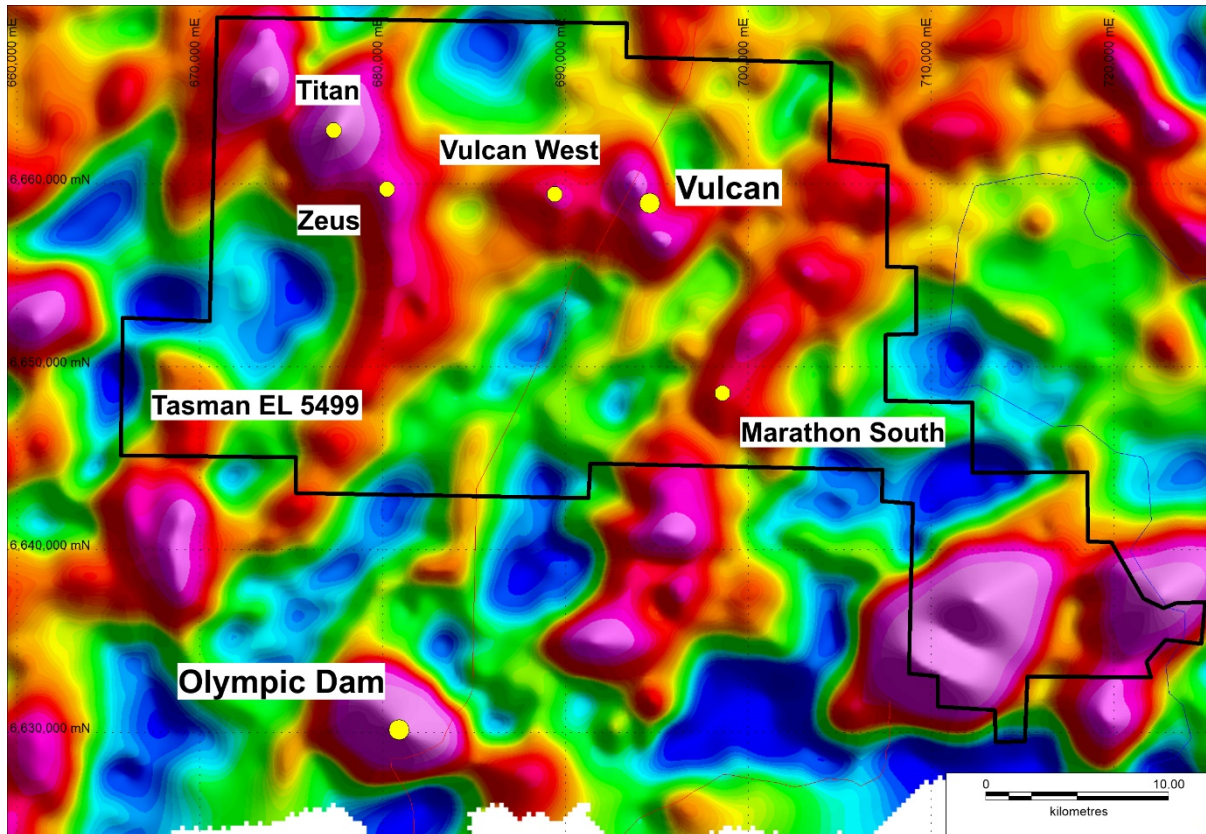 660,000 mE
670,000 mE
680,000 mE
690,000 mE
700,000 mE
710,000 mE
720,000 mE
Titan
Vulcan West
6,660,000 mN
Vulcan
Zeus
6,650,000 mN
Tasman EL 5499
Marathon South
6,640,000 mN
Olympic Dam
6,630,000 mN
0
10,00
kilometres